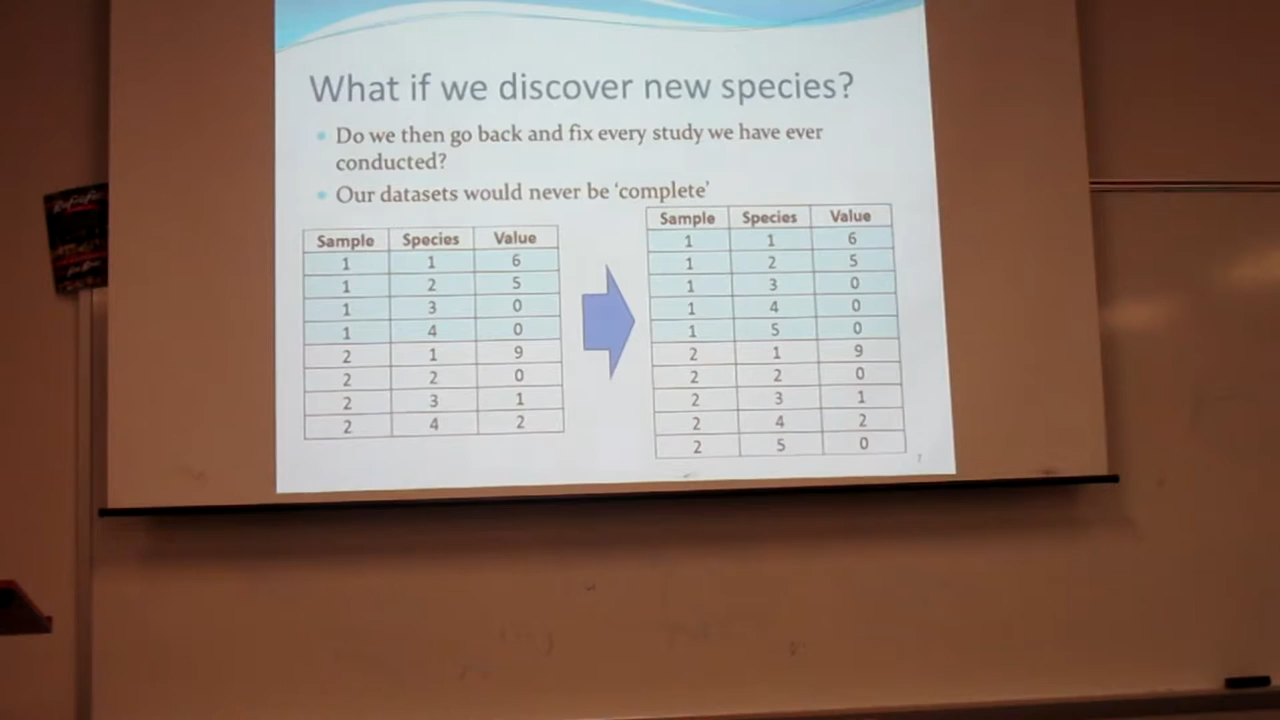 What if we discover new species?
Do we then go back and fix every study we have ever
conducted?
Our datasets would never be 'complete'
Sample Species Value
1 1 6
1 2 5
1 3 0
1 4 0
2 1 9
2 2 0
2 3 1
2 4 2
Sample Species Value
1 1 6
1 2 5
1 3 0
1 4 0
1 5 0
2 1 9
2 2 0
2 3 1
2 4 2
2 5 0